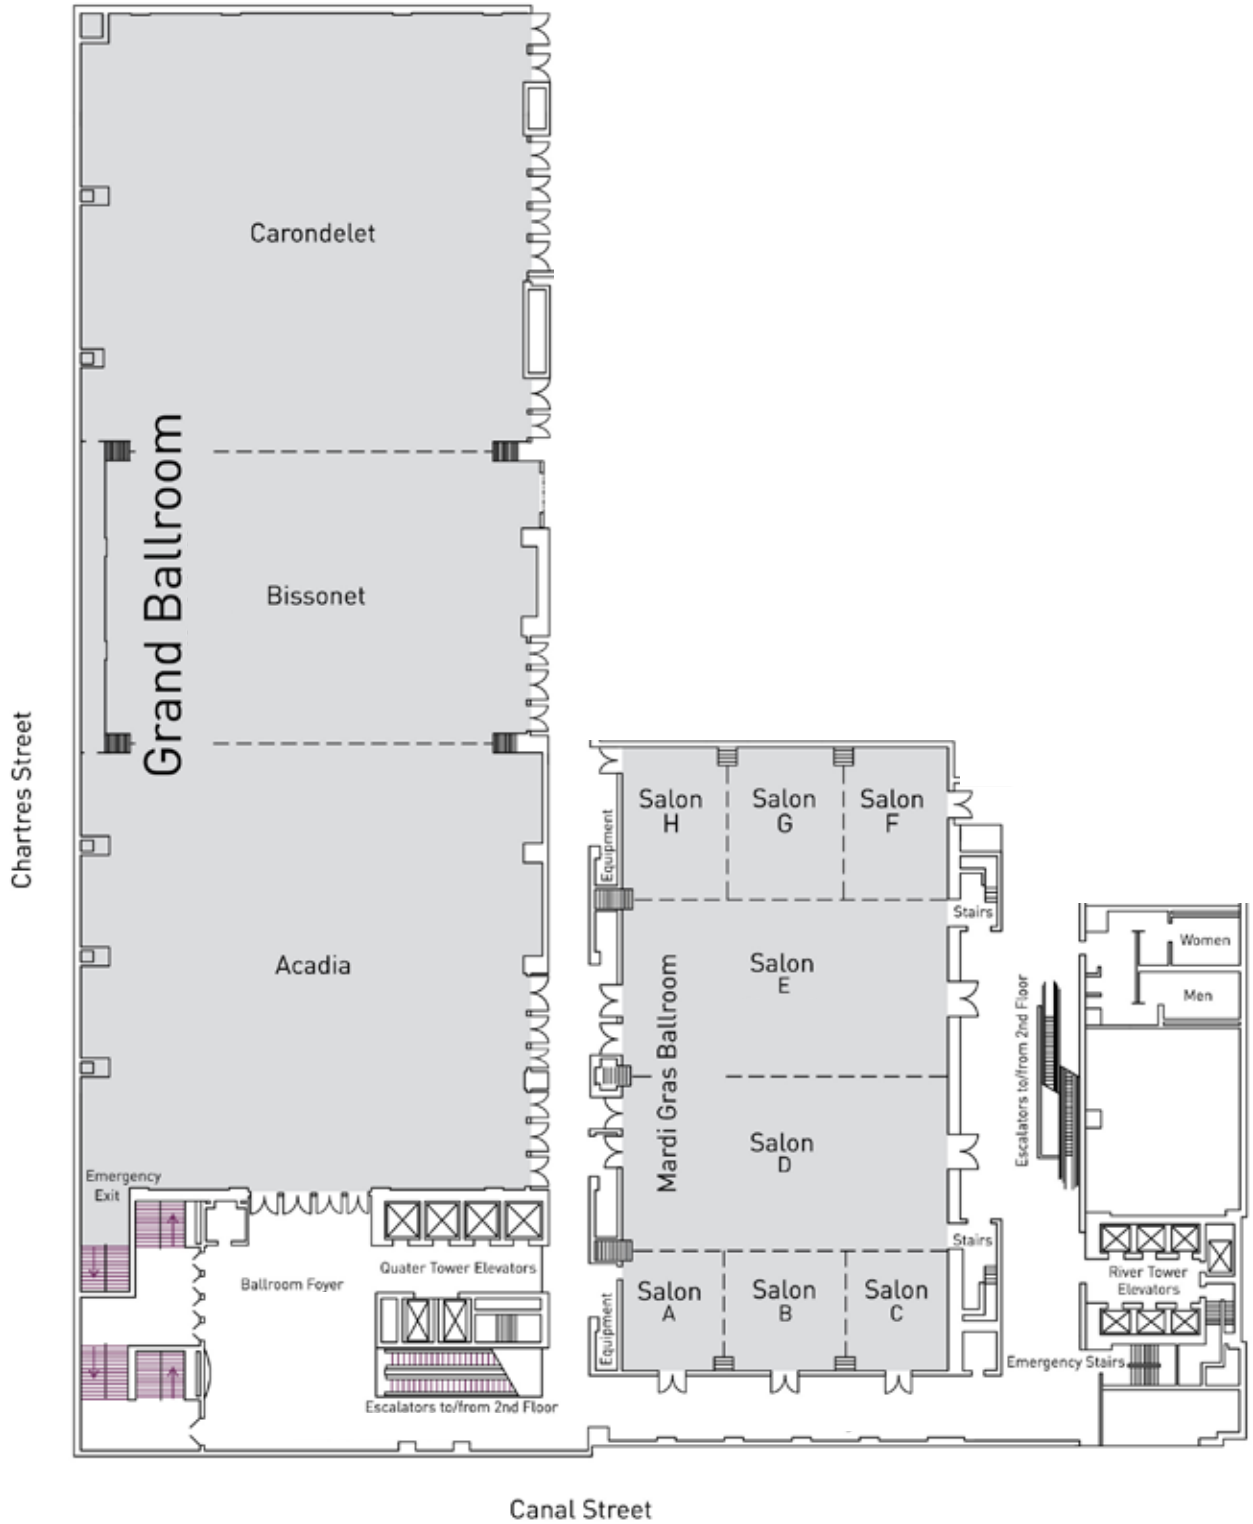 Carondelet
Grand Ballroom
Bissonet
Chartres Street
Acadia
Emergency
Exit
Ballroom Foyer
Quater Tower Elevators
Escalators to/from 2nd Floor
Salon
H
Salon
G
Salon
F
Equipment
Stairs
Salon
E
Mardi Gras Ballroom
Salon
D
Stairs
Salon
A
Salon
B
Salon
C
Equipment
Women
Men
Escalators to/from 2nd Floor
River Tower
Elevators
Emergency Stairs
Canal Street